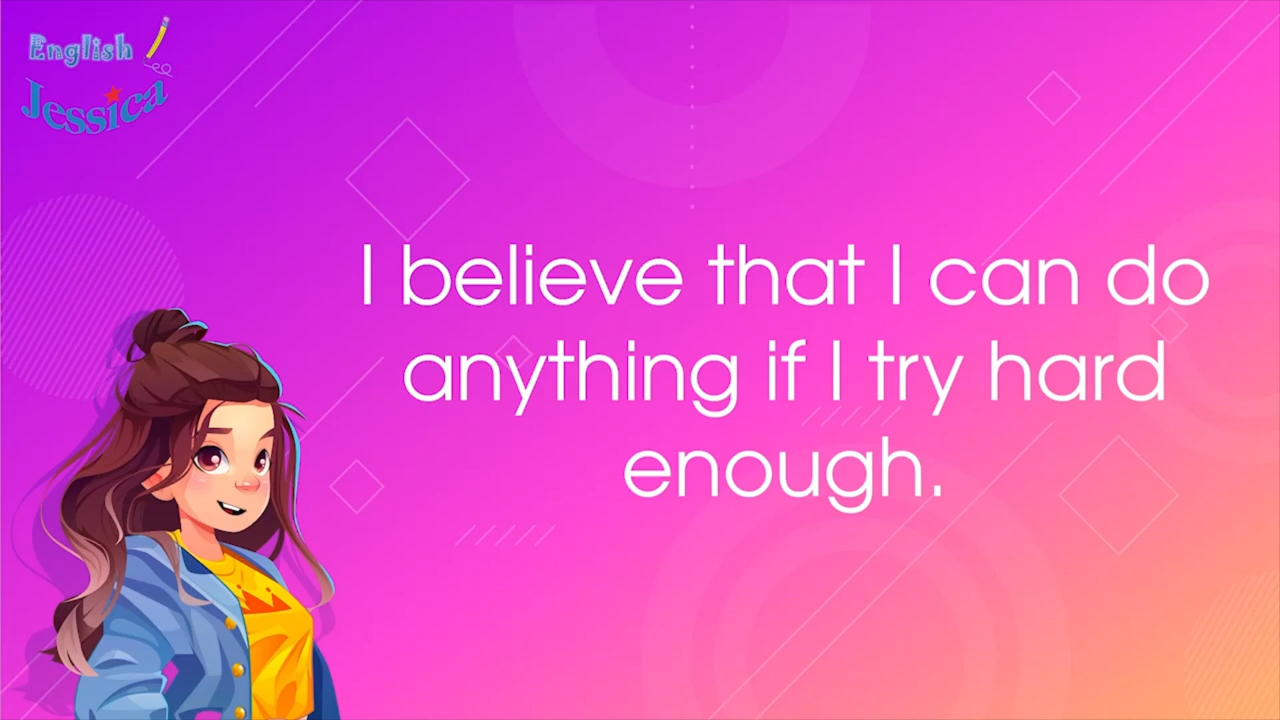 English
Jessica
I believe that I can do
anything if I try hard
enough.